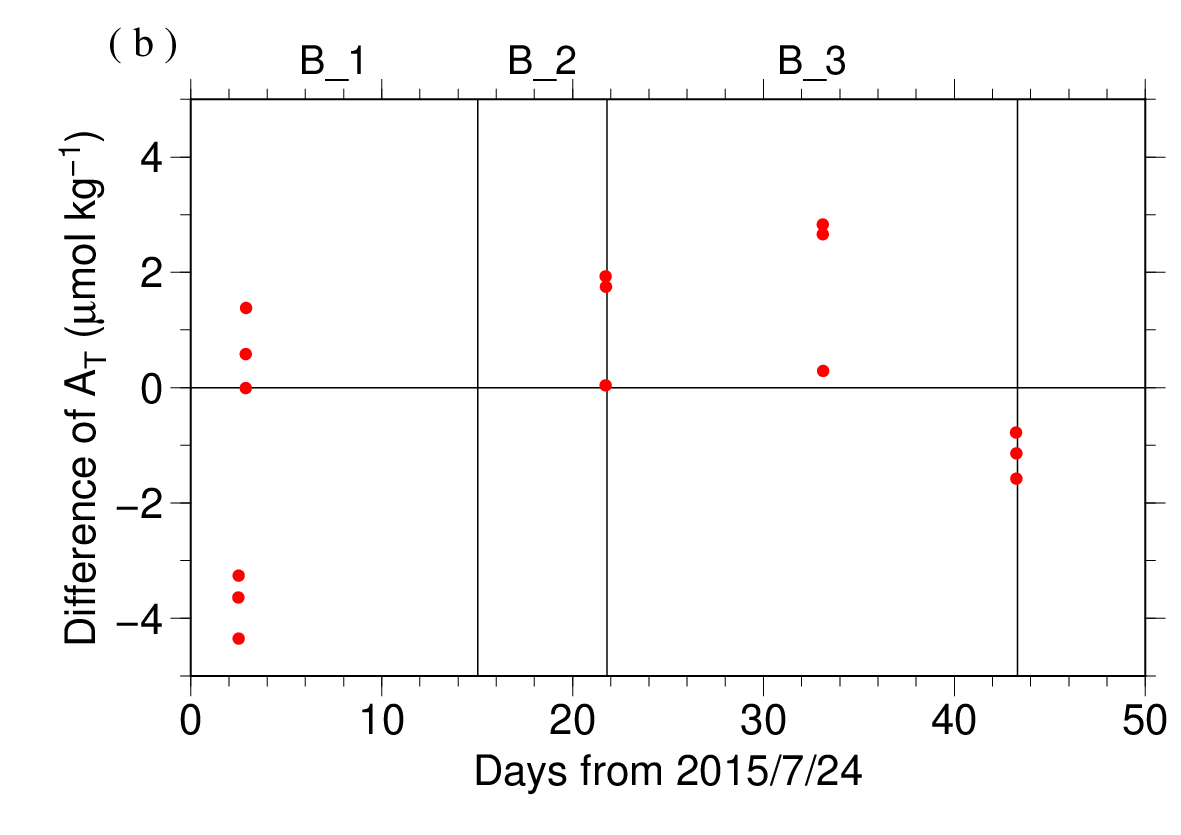 ( b )
B_1 B_2 B_3
4
2
0
−2
−4
Difference of A_T (μmol kg⁻¹)
0 10 20 30 40 50
Days from 2015/7/24